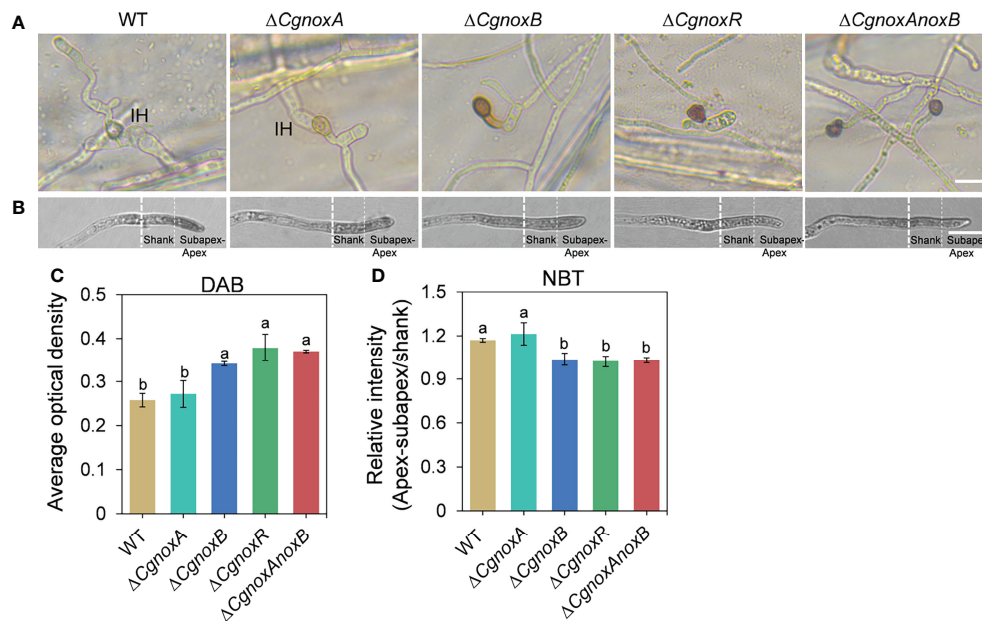 A
WT
ΔCgnoxA
ΔCgnoxB
ΔCgnoxR
ΔCgnoxAnoxB
IH
IH
B
Shank Subapex-
Apex
Shank Subapex-
Apex
Shank Subapex-
Apex
Shank Subapex-
Apex
Shank Subapex-
Apex
C
DAB
Average optical density
0.5
0.4
0.3
0.2
0.1
0
b
b
a
a
a
WT
ΔCgnoxA
ΔCgnoxB
ΔCgnoxR
ΔCgnoxAnoxB
D
NBT
Relative intensity
(Apex-subapex/shank)
1.5
1.2
0.9
0.6
0.3
0
a
a
b
b
b
WT
ΔCgnoxA
ΔCgnoxB
ΔCgnoxR
ΔCgnoxAnoxB